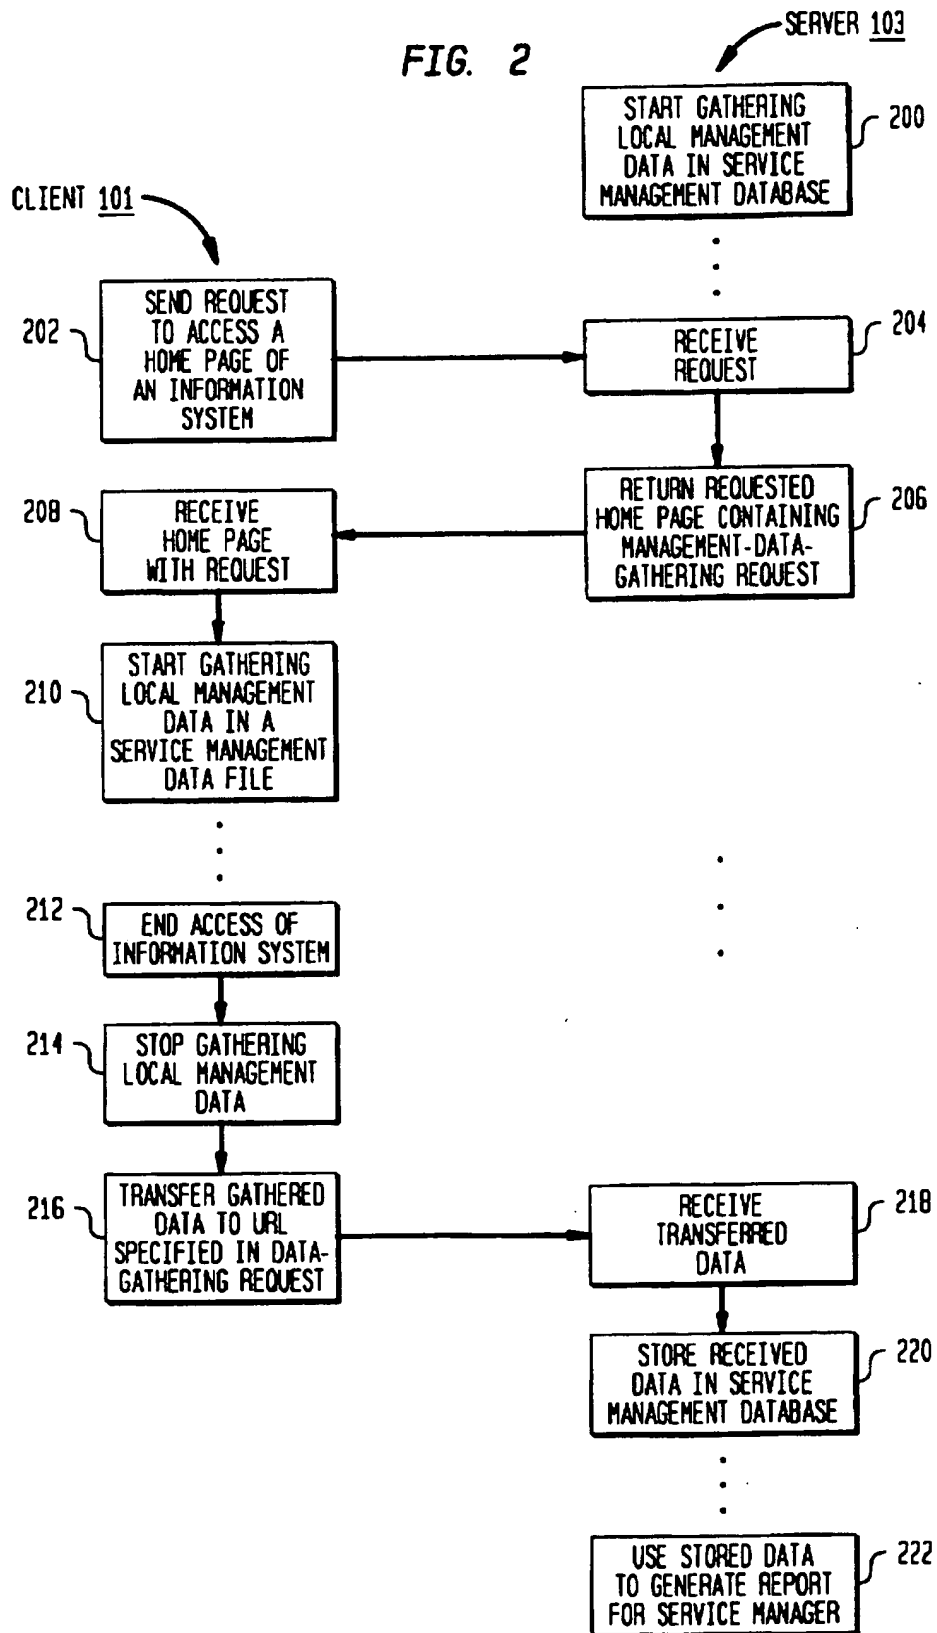 FIG. 2
SERVER 103
START GATHERING
LOCAL MANAGEMENT
DATA IN SERVICE
MANAGEMENT DATABASE
200
CLIENT 101
SEND REQUEST
TO ACCESS A
HOME PAGE OF
AN INFORMATION
SYSTEM
202
RECEIVE
REQUEST
204
RETURN REQUESTED
HOME PAGE CONTAINING
MANAGEMENT-DATA-
GATHERING REQUEST
206
208
RECEIVE
HOME PAGE
WITH REQUEST
210
START GATHERING
LOCAL MANAGEMENT
DATA IN A
SERVICE MANAGEMENT
DATA FILE
212
END ACCESS OF
INFORMATION SYSTEM
214
STOP GATHERING
LOCAL MANAGEMENT
DATA
216
TRANSFER GATHERED
DATA TO URL
SPECIFIED IN DATA-
GATHERING REQUEST
RECEIVE
TRANSFERRED
DATA
218
STORE RECEIVED
DATA IN SERVICE
MANAGEMENT DATABASE
220
USE STORED DATA
TO GENERATE REPORT
FOR SERVICE MANAGER
222